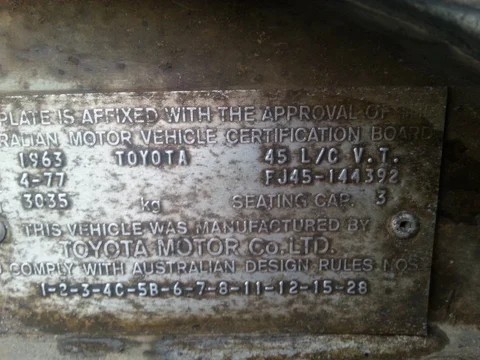 PLATE IS AFFIXED WITH THE APPROVAL OF
RALIAN MOTOR VEHICLE CERTIFICATION BOARD
1963 TOYOTA 45 L/C V.T.
4-77 FJ45-144392
3035 kg SEATING CAP. 3
THIS VEHICLE WAS MANUFACTURED BY
TOYOTA MOTOR Co. LTD.
COMPLY WITH AUSTRALIAN DESIGN RULES NOS
1-2-3-4C-5B-6-7-8-11-12-15-28